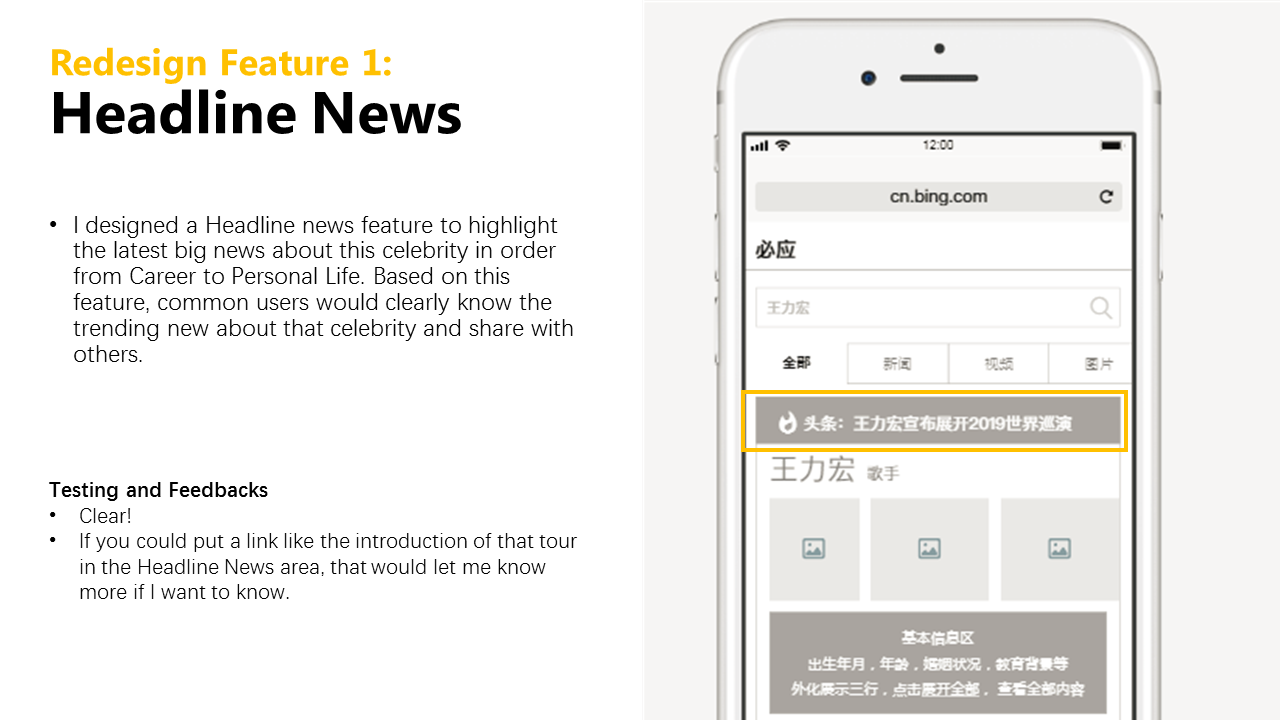 Redesign Feature 1:
Headline News
• I designed a Headline news feature to highlight
the latest big news about this celebrity in order
from Career to Personal Life. Based on this
feature, common users would clearly know the
trending new about that celebrity and share with
others.
Testing and Feedbacks
• Clear!
• If you could put a link like the introduction of that tour
in the Headline News area, that would let me know
more if I want to know.
12:00
cn.bing.com
必应
王力宏
全部 新闻 视频 图片
头条：王力宏宣布展开2019世界巡演
王力宏 歌手
基本信息区
出生年月，年龄，婚姻状况，教育背景等
外化展示三行，点击展开全部，查看全部内容